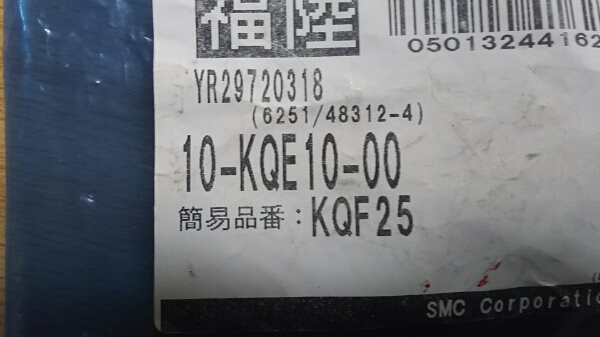 福陸
05013244162
YR29720318
(6251/48312-4)
10-KQE10-00
簡易品番：KQF25
SMC Corporatio